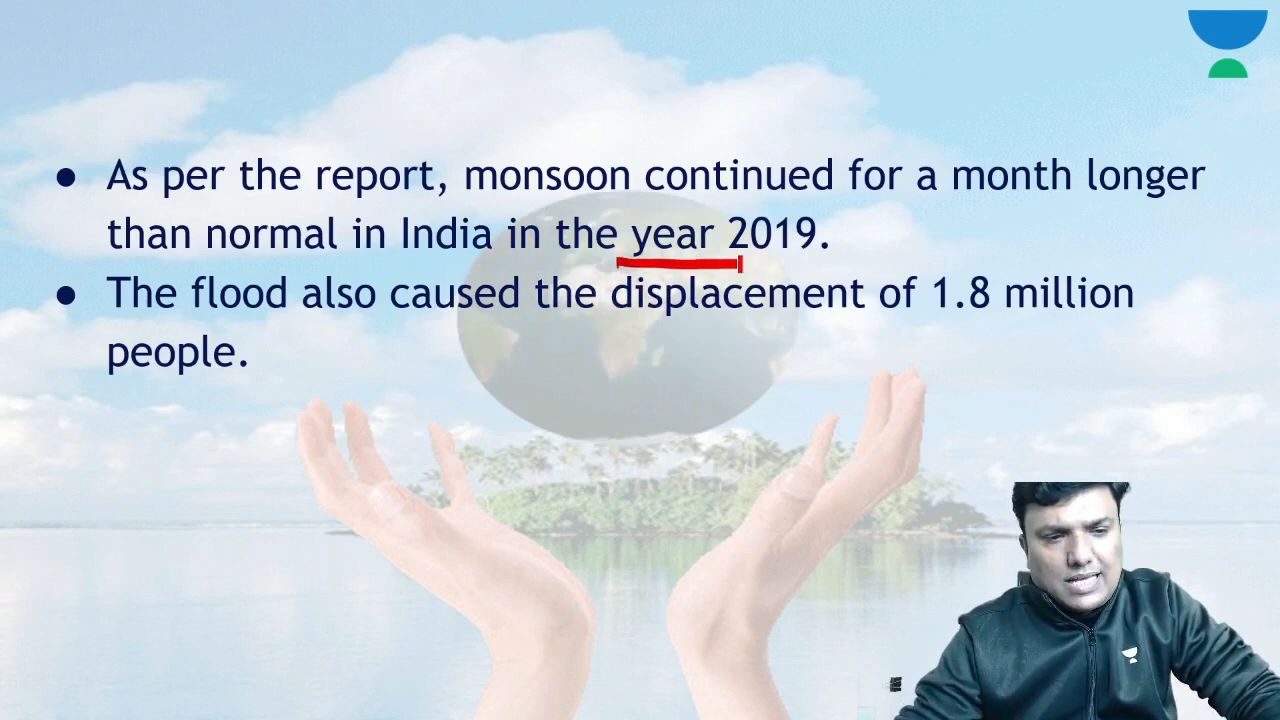 ● As per the report, monsoon continued for a month longer
than normal in India in the year 2019.
● The flood also caused the displacement of 1.8 million
people.